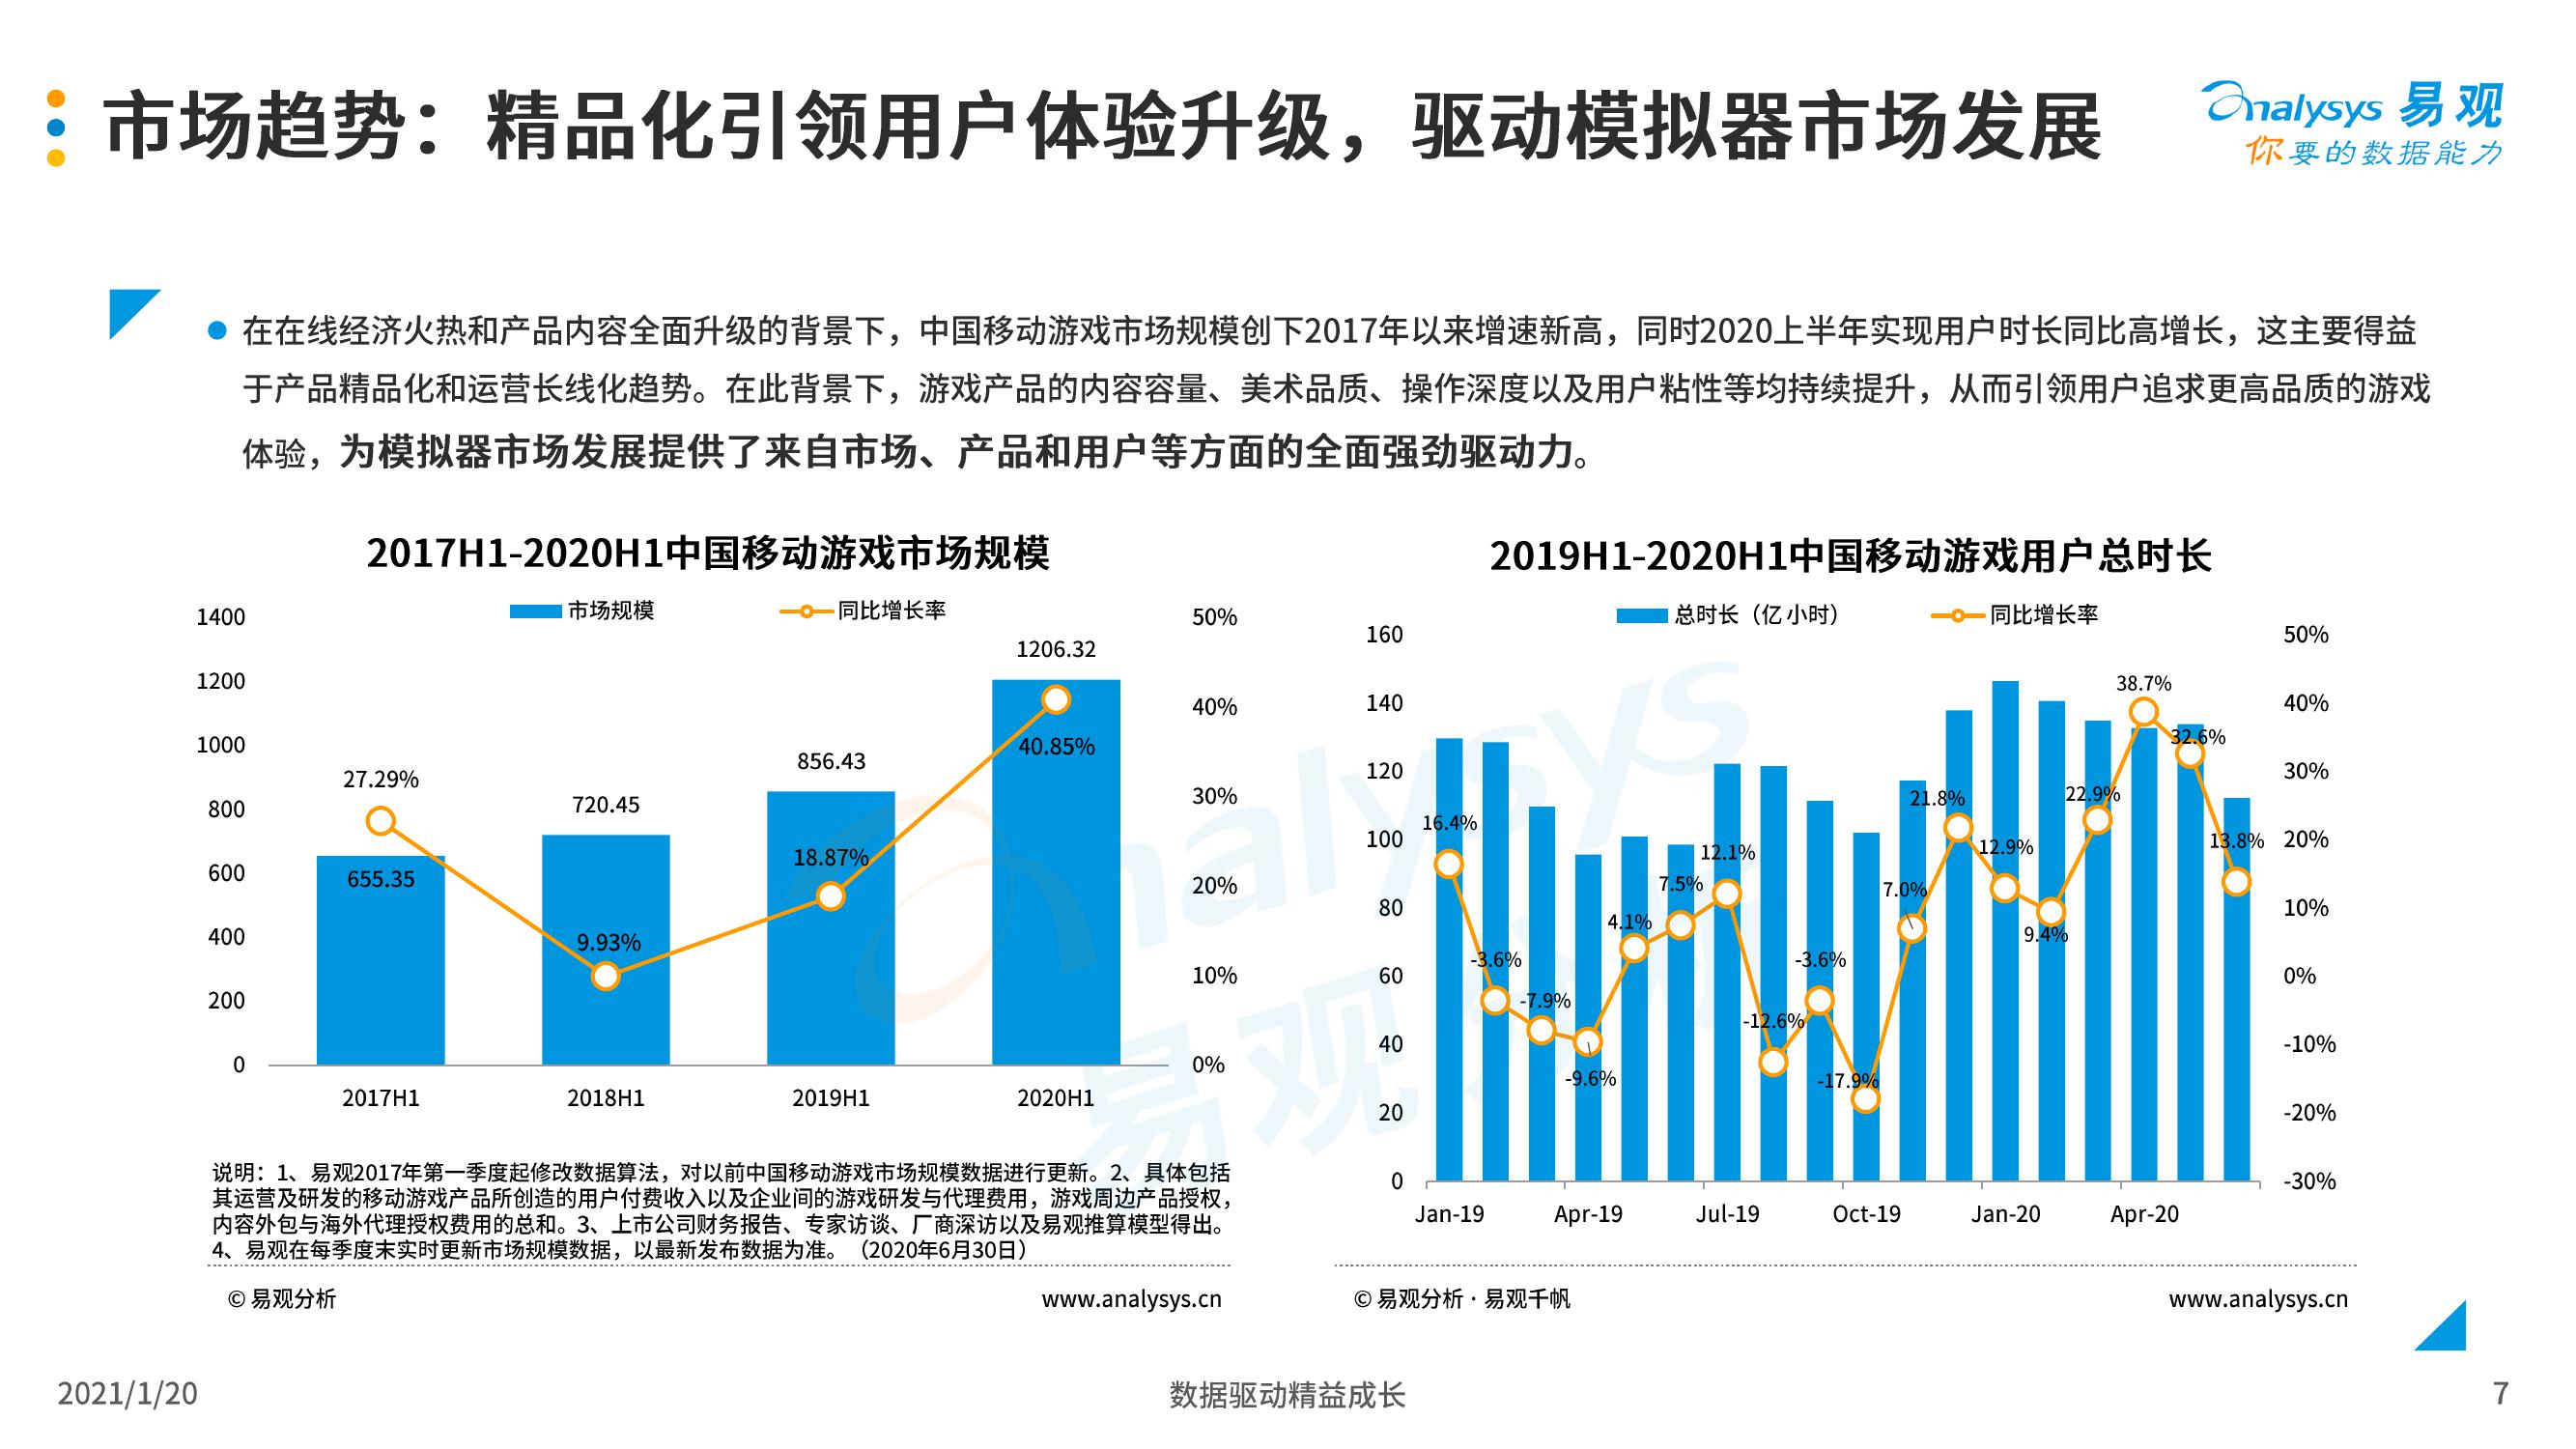 市场趋势：精品化引领用户体验升级，驱动模拟器市场发展
analysys 易观
你要的数据能力
在在线经济火热和产品内容全面升级的背景下，中国移动游戏市场规模创下2017年以来增速新高，同时2020上半年实现用户时长同比高增长，这主要得益
于产品精品化和运营长线化趋势。在此背景下，游戏产品的内容容量、美术品质、操作深度以及用户粘性等均持续提升，从而引领用户追求更高品质的游戏
体验，为模拟器市场发展提供了来自市场、产品和用户等方面的全面强劲驱动力。
2017H1-2020H1中国移动游戏市场规模
市场规模 同比增长率
1400
1200
1000
800
600
400
200
0
50%
40%
30%
20%
10%
0%
27.29%
655.35
720.45
9.93%
856.43
18.87%
1206.32
40.85%
2017H1 2018H1 2019H1 2020H1
说明：1、易观2017年第一季度起修改数据算法，对以前中国移动游戏市场规模数据进行更新。2、具体包括
其运营及研发的移动游戏产品所创造的用户付费收入以及企业间的游戏研发与代理费用，游戏周边产品授权，
内容外包与海外代理授权费用的总和。3、上市公司财务报告、专家访谈、厂商深访以及易观推算模型得出。
4、易观在每季度末实时更新市场规模数据，以最新发布数据为准。（2020年6月30日）
© 易观分析 www.analysys.cn
2019H1-2020H1中国移动游戏用户总时长
总时长（亿小时） 同比增长率
160
140
120
100
80
60
40
20
0
50%
40%
30%
20%
10%
0%
-10%
-20%
-30%
16.4%
-3.6%
-7.9%
-9.6%
4.1%
7.5%
12.1%
-12.6%
-3.6%
-17.9%
7.0%
21.8%
12.9%
9.4%
22.9%
38.7%
32.6%
13.8%
Jan-19 Apr-19 Jul-19 Oct-19 Jan-20 Apr-20
© 易观分析 · 易观千帆 www.analysys.cn
analysys
易观分析
2021/1/20 数据驱动精益成长 7